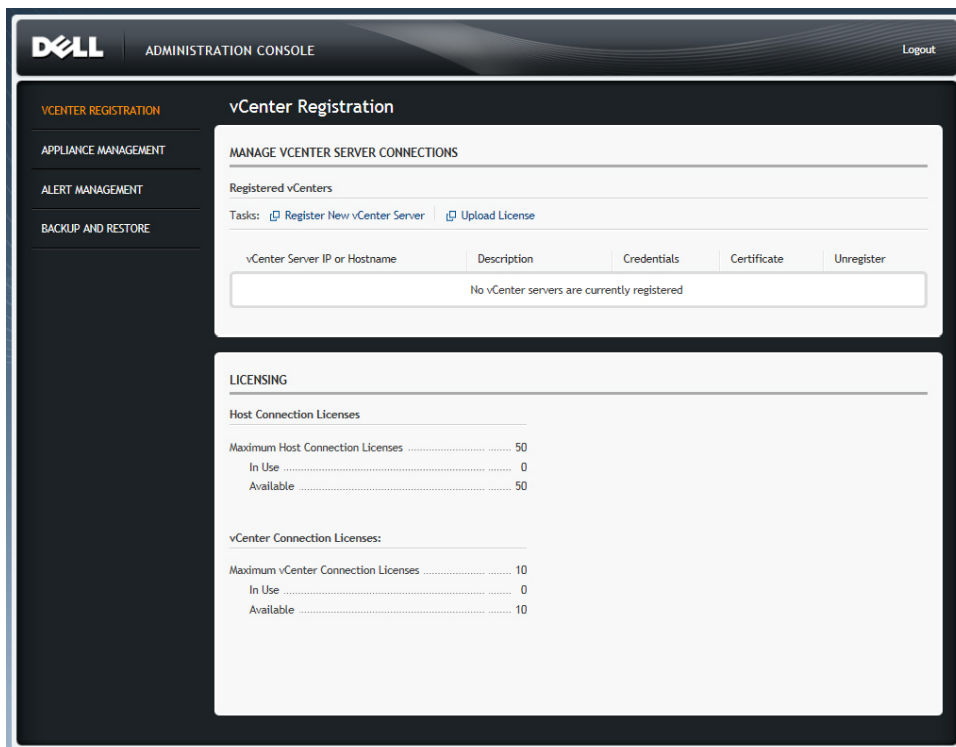 DELL ADMINISTRATION CONSOLE Logout
VCENTER REGISTRATION
APPLIANCE MANAGEMENT
ALERT MANAGEMENT
BACKUP AND RESTORE
vCenter Registration
MANAGE VCENTER SERVER CONNECTIONS
Registered vCenters
Tasks: Register New vCenter Server Upload License
vCenter Server IP or Hostname Description Credentials Certificate Unregister
No vCenter servers are currently registered
LICENSING
Host Connection Licenses
Maximum Host Connection Licenses ........ 50
In Use ........ 0
Available ........ 50
vCenter Connection Licenses:
Maximum vCenter Connection Licenses ........ 10
In Use ........ 0
Available ........ 10